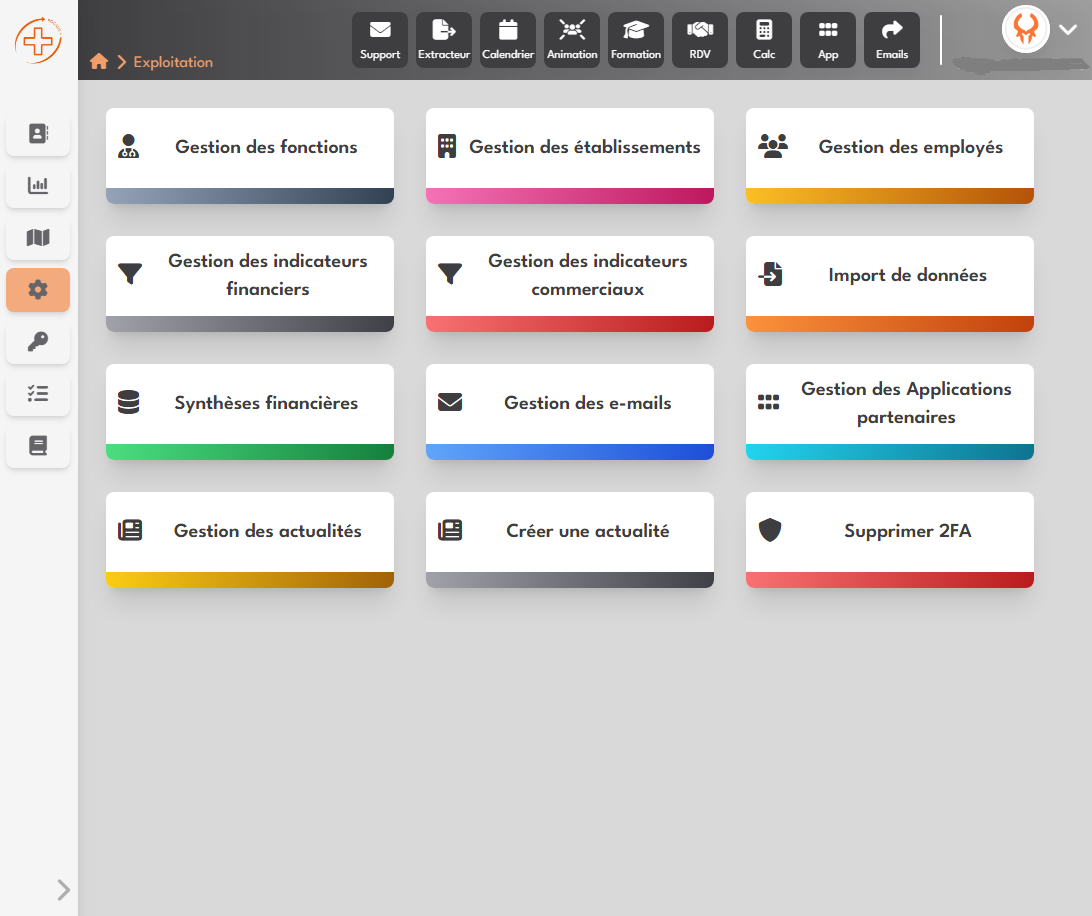 Support
Extracteur
Calendrier
Animation
Formation
RDV
Calc
App
Emails
Exploitation
Gestion des fonctions
Gestion des établissements
Gestion des employés
Gestion des indicateurs
financiers
Gestion des indicateurs
commerciaux
Import de données
Synthèses financières
Gestion des e-mails
Gestion des Applications
partenaires
Gestion des actualités
Créer une actualité
Supprimer 2FA